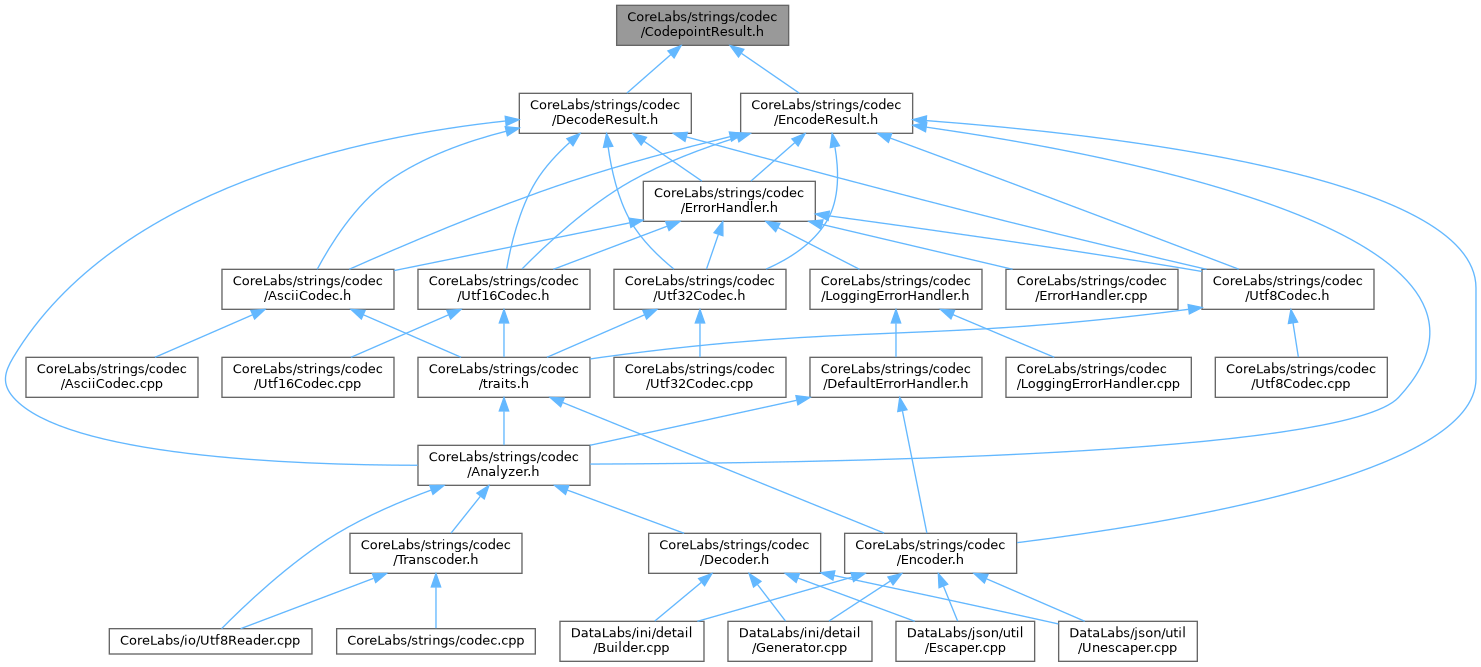 CoreLabs/strings/codec
/CodepointResult.h
CoreLabs/strings/codec
/DecodeResult.h
CoreLabs/strings/codec
/EncodeResult.h
CoreLabs/strings/codec
/ErrorHandler.h
CoreLabs/strings/codec
/AsciiCodec.h
CoreLabs/strings/codec
/Utf16Codec.h
CoreLabs/strings/codec
/Utf32Codec.h
CoreLabs/strings/codec
/LoggingErrorHandler.h
CoreLabs/strings/codec
/ErrorHandler.cpp
CoreLabs/strings/codec
/Utf8Codec.h
CoreLabs/strings/codec
/AsciiCodec.cpp
CoreLabs/strings/codec
/Utf16Codec.cpp
CoreLabs/strings/codec
/traits.h
CoreLabs/strings/codec
/Utf32Codec.cpp
CoreLabs/strings/codec
/DefaultErrorHandler.h
CoreLabs/strings/codec
/LoggingErrorHandler.cpp
CoreLabs/strings/codec
/Utf8Codec.cpp
CoreLabs/strings/codec
/Analyzer.h
CoreLabs/strings/codec
/Transcoder.h
CoreLabs/strings/codec
/Decoder.h
CoreLabs/strings/codec
/Encoder.h
CoreLabs/io/Utf8Reader.cpp
CoreLabs/strings/codec.cpp
DataLabs/ini/detail
/Builder.cpp
DataLabs/ini/detail
/Generator.cpp
DataLabs/json/util
/Escaper.cpp
DataLabs/json/util
/Unescaper.cpp